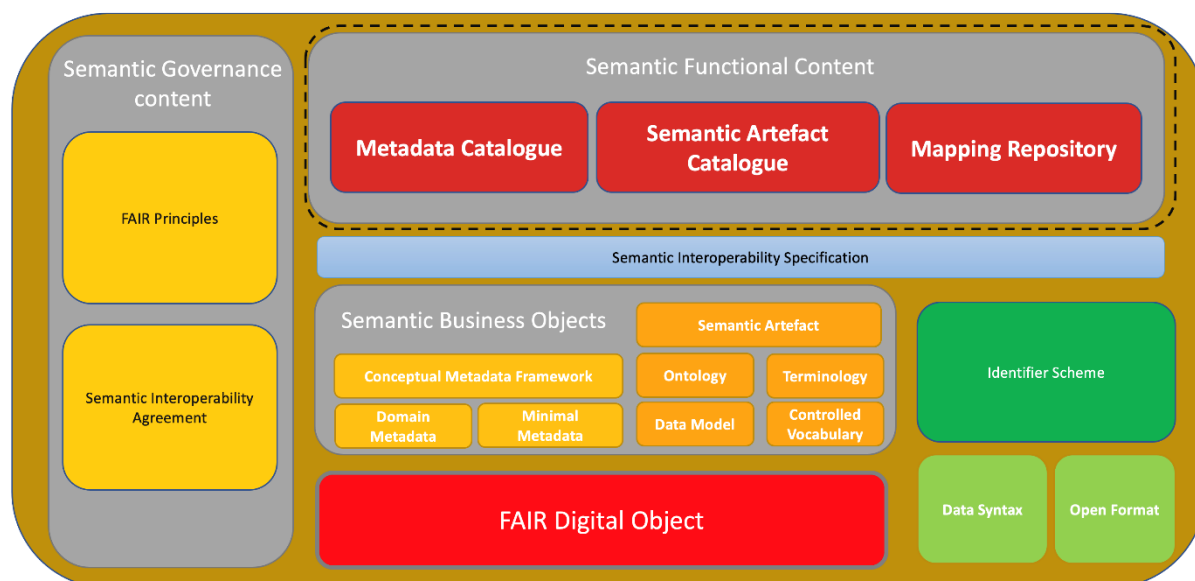 Semantic Governance
content
FAIR Principles
Semantic Interoperability
Agreement
Semantic Functional Content
Metadata Catalogue
Semantic Artefact
Catalogue
Mapping Repository
Semantic Interoperability Specification
Semantic Business Objects
Conceptual Metadata Framework
Domain
Metadata
Minimal
Metadata
Semantic Artefact
Ontology
Terminology
Data Model
Controlled
Vocabulary
Identifier Scheme
FAIR Digital Object
Data Syntax
Open Format